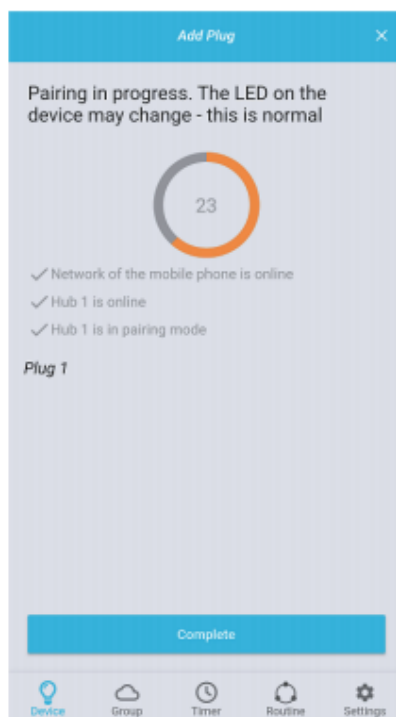 Add Plug
Pairing in progress. The LED on the
device may change - this is normal
23
Network of the mobile phone is online
Hub 1 is online
Hub 1 is in pairing mode
Plug 1
Complete
Device Group Timer Routine Settings